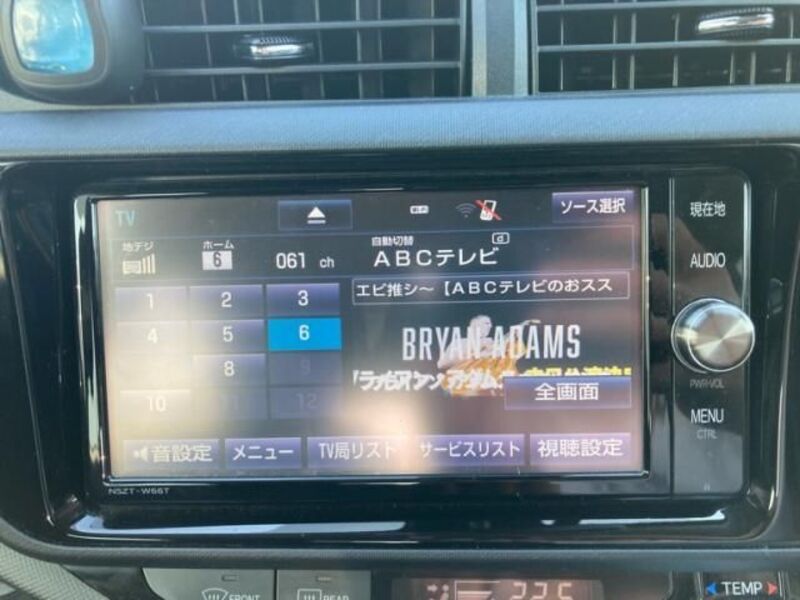 TV
ソース選択
地デジ
ホーム
6
061 ch
自動切替
d
ABCテレビ
エビ推シ~【ABCテレビのおスス
1
2
3
4
5
6
8
10
12
BRYAN ADAMS
全画面
音設定
メニュー
TV局リスト
サービスリスト
視聴設定
NSZT-W66T
現在地
AUDIO
PWR·VOL
MENU
CTRL
FRONT
REAR
TEMP